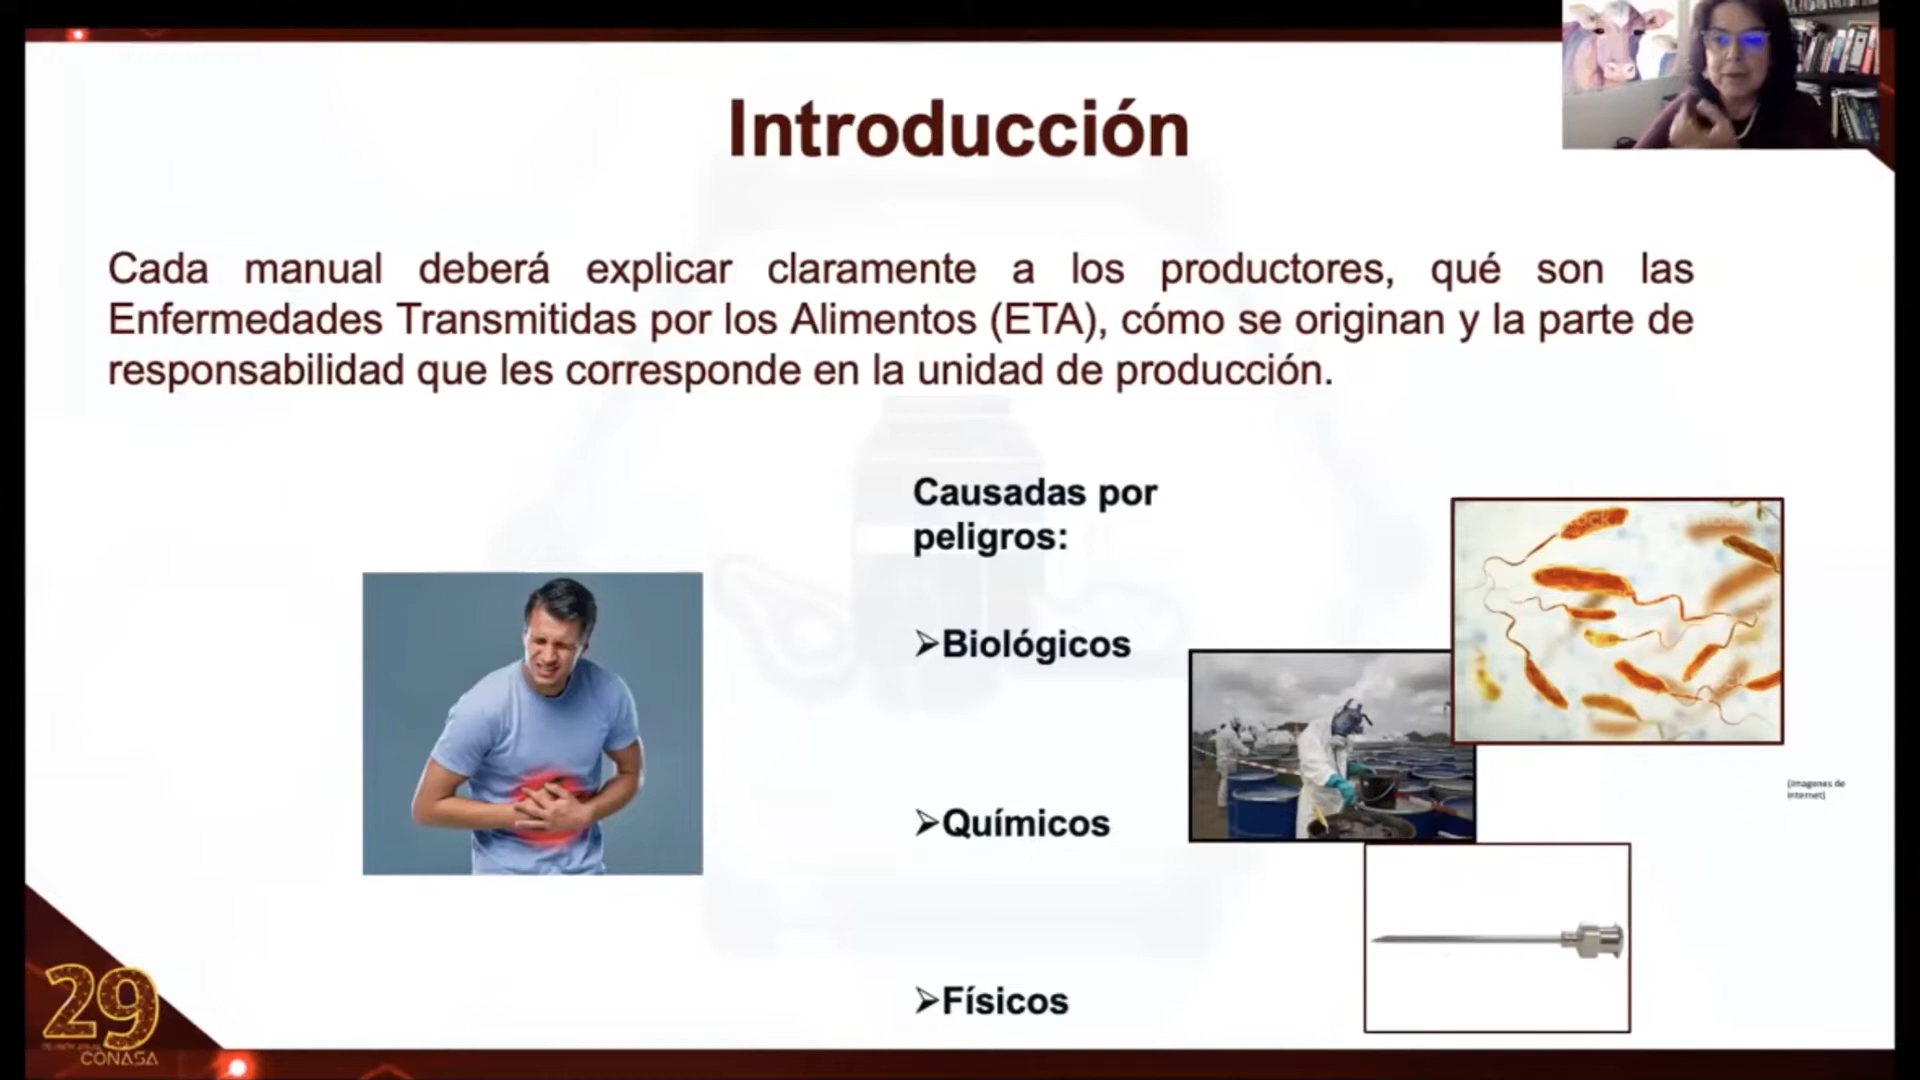 Introducción
Cada manual deberá explicar claramente a los productores, qué son las
Enfermedades Transmitidas por los Alimentos (ETA), cómo se originan y la parte de
responsabilidad que les corresponde en la unidad de producción.
Causadas por
peligros:
➢Biológicos
➢Químicos
➢Físicos
(imagenes de
internet)
29
CONASA